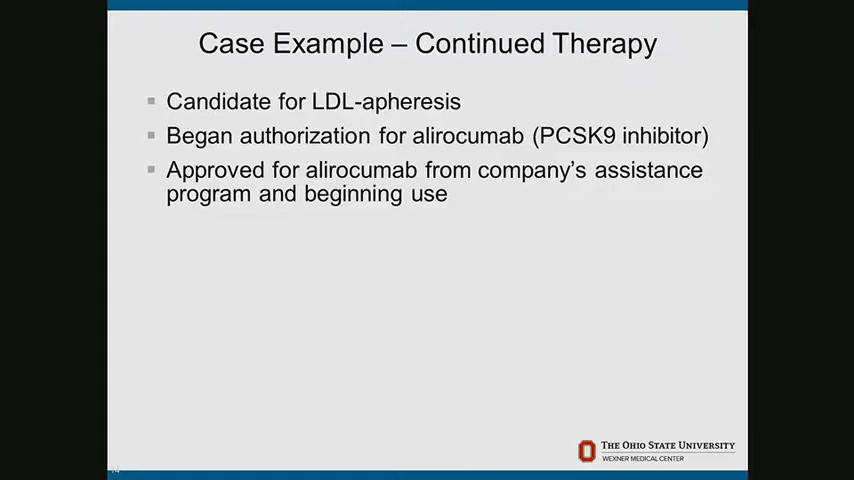 Case Example – Continued Therapy
Candidate for LDL-apheresis
Began authorization for alirocumab (PCSK9 inhibitor)
Approved for alirocumab from company's assistance
program and beginning use
THE OHIO STATE UNIVERSITY
WEXNER MEDICAL CENTER
14